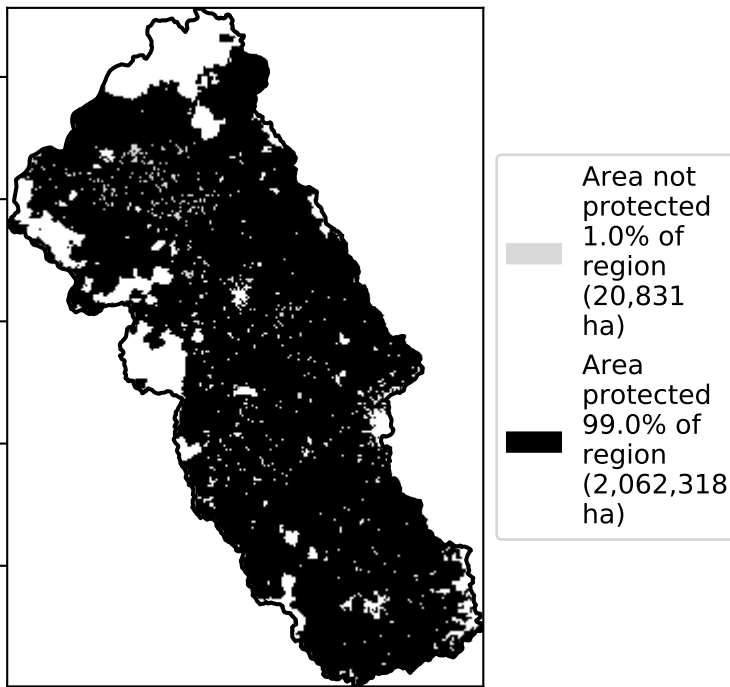 Area not
protected
1.0% of
region
(20,831
ha)
Area
protected
99.0% of
region
(2,062,318
ha)